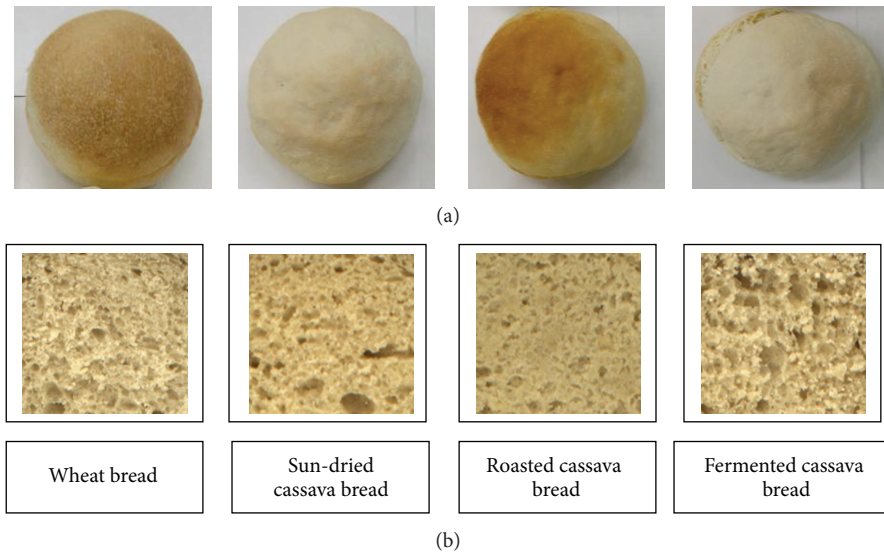 (a)
Wheat bread
Sun-dried
cassava bread
Roasted cassava
bread
Fermented cassava
bread
(b)